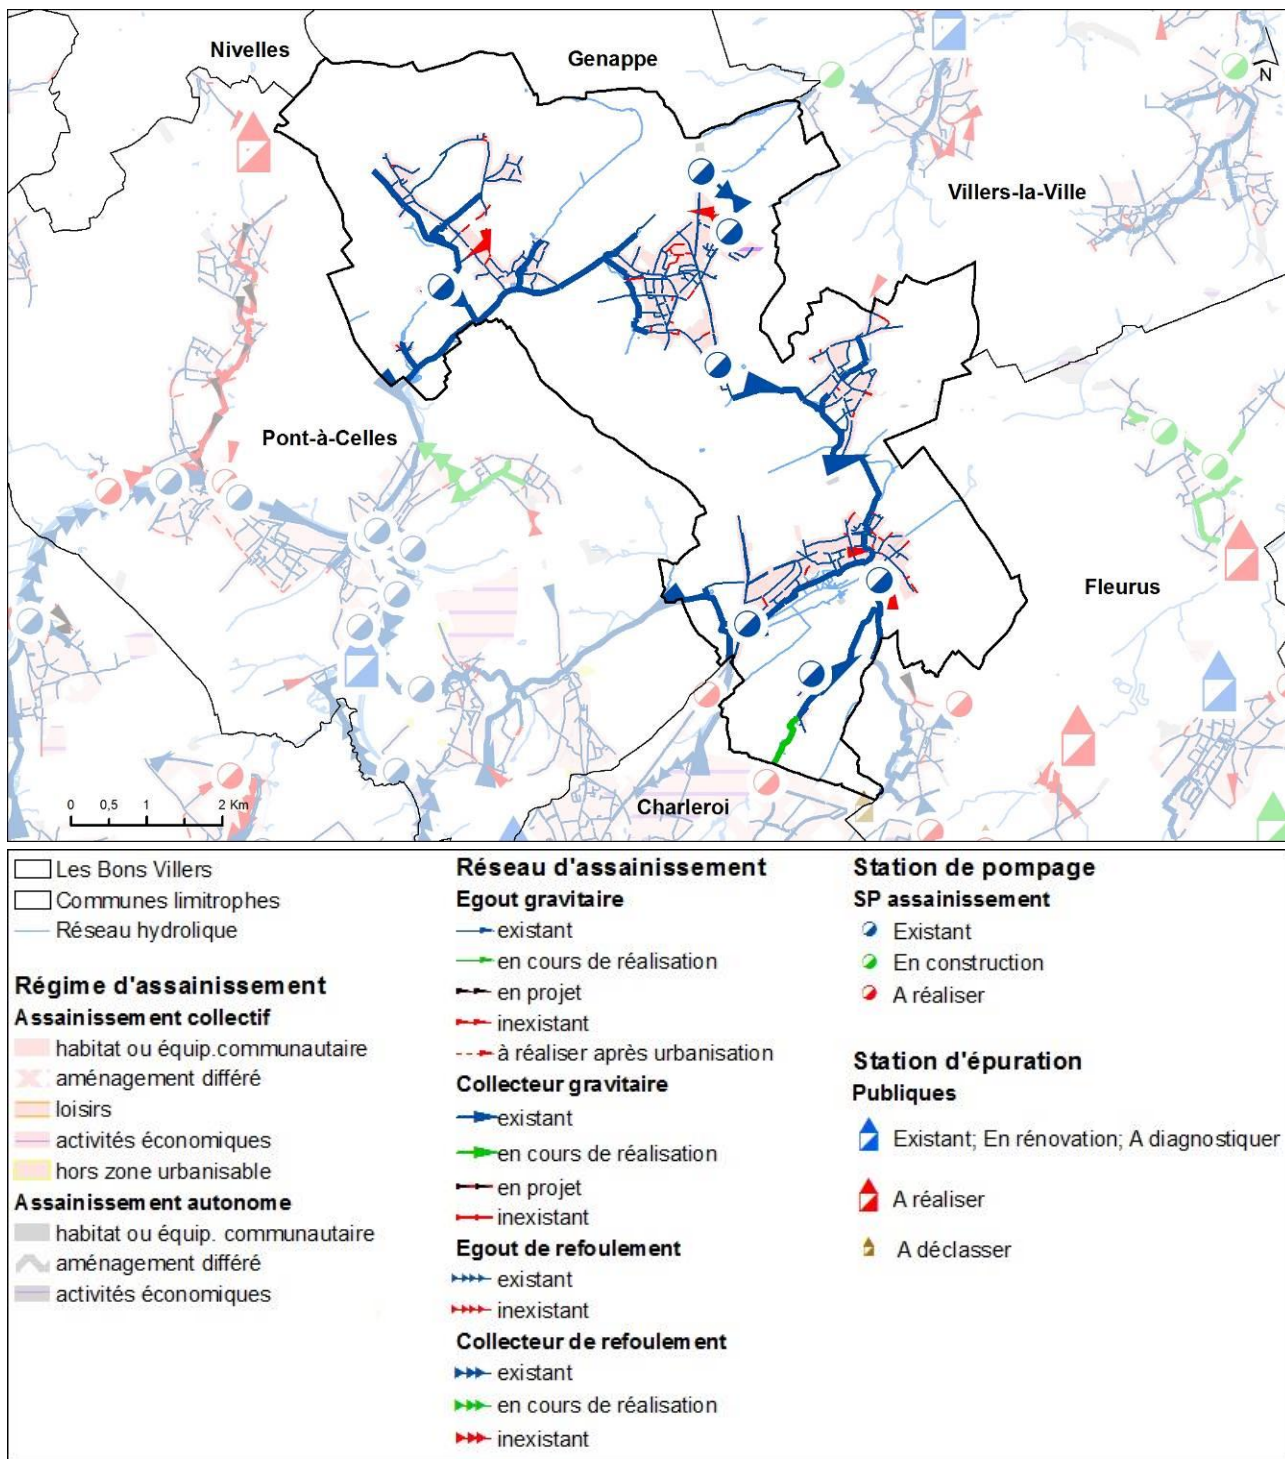 Nivelles
Genappe
N
Villers-la-Ville
Pont-à-Celles
Fleurus
Charleroi
0 0,5 1 2 Km
Les Bons Villers
Communes limitrophes
Réseau hydrolique
Régime d'assainissement
Assainissement collectif
habitat ou équip.communautaire
aménagement différé
loisirs
activités économiques
hors zone urbanisable
Assainissement autonome
habitat ou équip. communautaire
aménagement différé
activités économiques
Réseau d'assainissement
Egout gravitaire
existant
en cours de réalisation
en projet
inexistant
à réaliser après urbanisation
Collecteur gravitaire
existant
en cours de réalisation
en projet
inexistant
Egout de refoulement
existant
inexistant
Collecteur de refoulement
existant
en cours de réalisation
inexistant
Station de pompage
SP assainissement
Existant
En construction
A réaliser
Station d'épuration
Publiques
Existant; En rénovation; A diagnostiquer
A réaliser
A déclasser